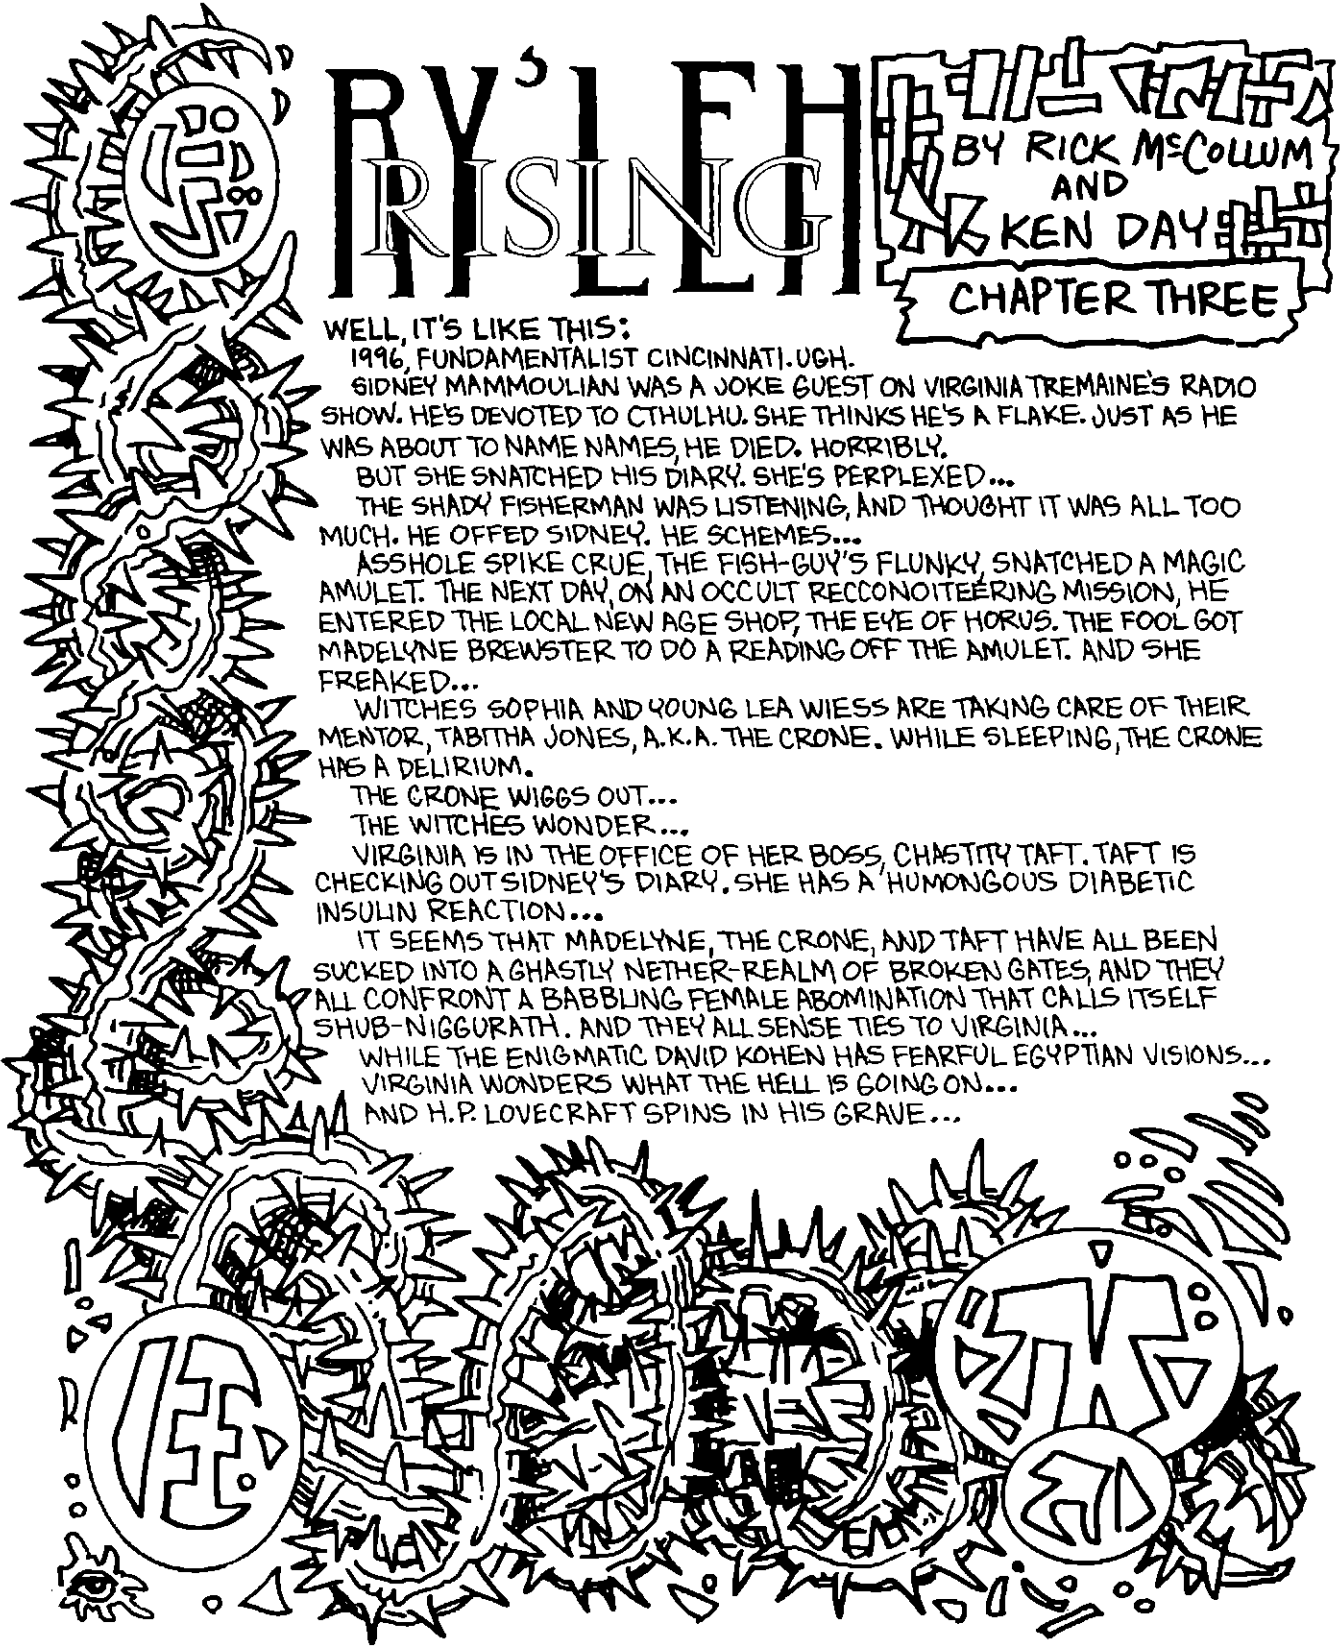 RY'LEH
RISING
BY RICK McCOLLUM
AND
KEN DAY
CHAPTER THREE
WELL, IT'S LIKE THIS:
1996, FUNDAMENTALIST CINCINNATI. UGH.
SIDNEY MAMMOULIAN WAS A JOKE GUEST ON VIRGINIA TREMAINE'S RADIO
SHOW. HE'S DEVOTED TO CTHULHU. SHE THINKS HE'S A FLAKE. JUST AS HE
WAS ABOUT TO NAME NAMES, HE DIED. HORRIBLY.
BUT SHE SNATCHED HIS DIARY. SHE'S PERPLEXED...
THE SHADY FISHERMAN WAS LISTENING, AND THOUGHT IT WAS ALL TOO
MUCH. HE OFFED SIDNEY. HE SCHEMES...
ASSHOLE SPIKE CRUE, THE FISH-GUY'S FLUNKY, SNATCHED A MAGIC
AMULET. THE NEXT DAY, ON AN OCCULT RECCONOITEERING MISSION, HE
ENTERED THE LOCAL NEW AGE SHOP, THE EYE OF HORUS. THE FOOL GOT
MADELYNE BREWSTER TO DO A READING OFF THE AMULET. AND SHE
FREAKED...
WITCHES SOPHIA AND YOUNG LEA WIESS ARE TAKING CARE OF THEIR
MENTOR, TABITHA JONES, A.K.A. THE CRONE. WHILE SLEEPING, THE CRONE
HAS A DELIRIUM.
THE CRONE WIGGS OUT...
THE WITCHES WONDER...
VIRGINIA IS IN THE OFFICE OF HER BOSS, CHASTITY TAFT. TAFT IS
CHECKING OUT SIDNEY'S DIARY. SHE HAS A HUMONGOUS DIABETIC
INSULIN REACTION...
IT SEEMS THAT MADELYNE, THE CRONE, AND TAFT HAVE ALL BEEN
SUCKED INTO A GHASTLY NETHER-REALM OF BROKEN GATES, AND THEY
ALL CONFRONT A BABBLING FEMALE ABOMINATION THAT CALLS ITSELF
SHUB-NIGGURATH. AND THEY ALL SENSE TIES TO VIRGINIA...
WHILE THE ENIGMATIC DAVID KOHEN HAS FEARFUL EGYPTIAN VISIONS...
VIRGINIA WONDERS WHAT THE HELL IS GOING ON...
AND H.P. LOVECRAFT SPINS IN HIS GRAVE...